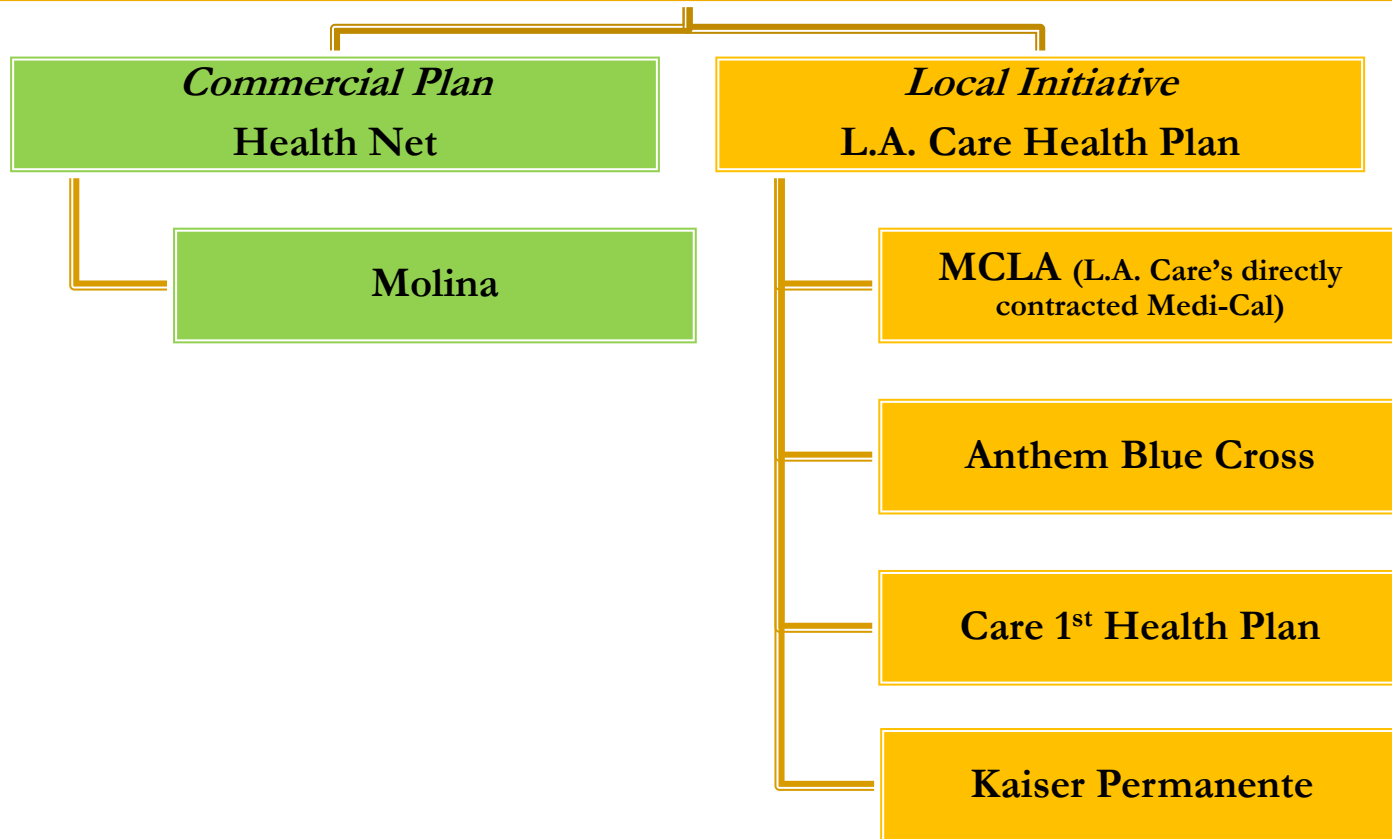 Commercial Plan
Health Net
Molina
Local Initiative
L.A. Care Health Plan
MCLA (L.A. Care’s directly
contracted Medi-Cal)
Anthem Blue Cross
Care 1st Health Plan
Kaiser Permanente